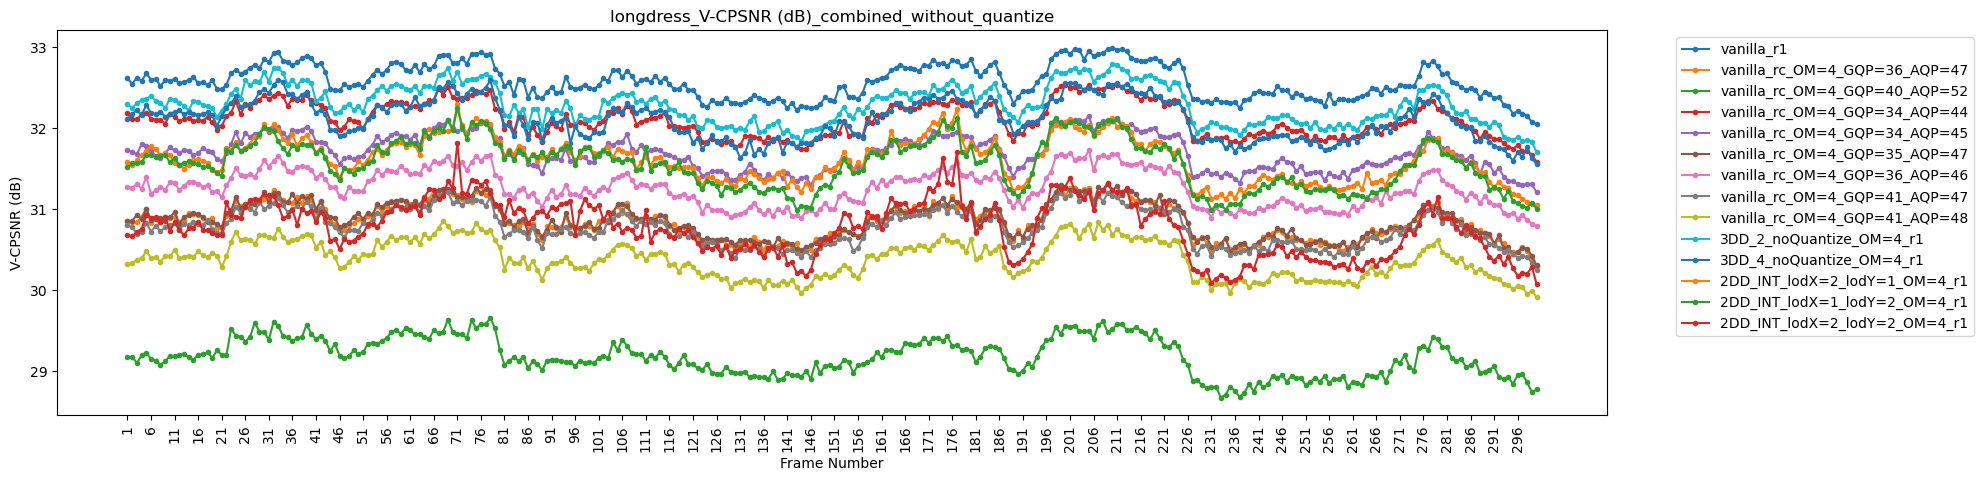 longdress_V-CPSNR (dB)_combined_without_quantize
V-CPSNR (dB)
33
32
31
30
29
1 6 11 16 21 26 31 36 41 46 51 56 61 66 71 76 81 86 91 96 101 106 111 116 121 126 131 136 141 146 151 156 161 166 171 176 181 186 191 196 201 206 211 216 221 226 231 236 241 246 251 256 261 266 271 276 281 286 291 296
Frame Number
vanilla_r1
vanilla_rc_OM=4_GQP=36_AQP=47
vanilla_rc_OM=4_GQP=40_AQP=52
vanilla_rc_OM=4_GQP=34_AQP=44
vanilla_rc_OM=4_GQP=34_AQP=45
vanilla_rc_OM=4_GQP=35_AQP=47
vanilla_rc_OM=4_GQP=36_AQP=46
vanilla_rc_OM=4_GQP=41_AQP=47
vanilla_rc_OM=4_GQP=41_AQP=48
3DD_2_noQuantize_OM=4_r1
3DD_4_noQuantize_OM=4_r1
2DD_INT_lodX=2_lodY=1_OM=4_r1
2DD_INT_lodX=1_lodY=2_OM=4_r1
2DD_INT_lodX=2_lodY=2_OM=4_r1